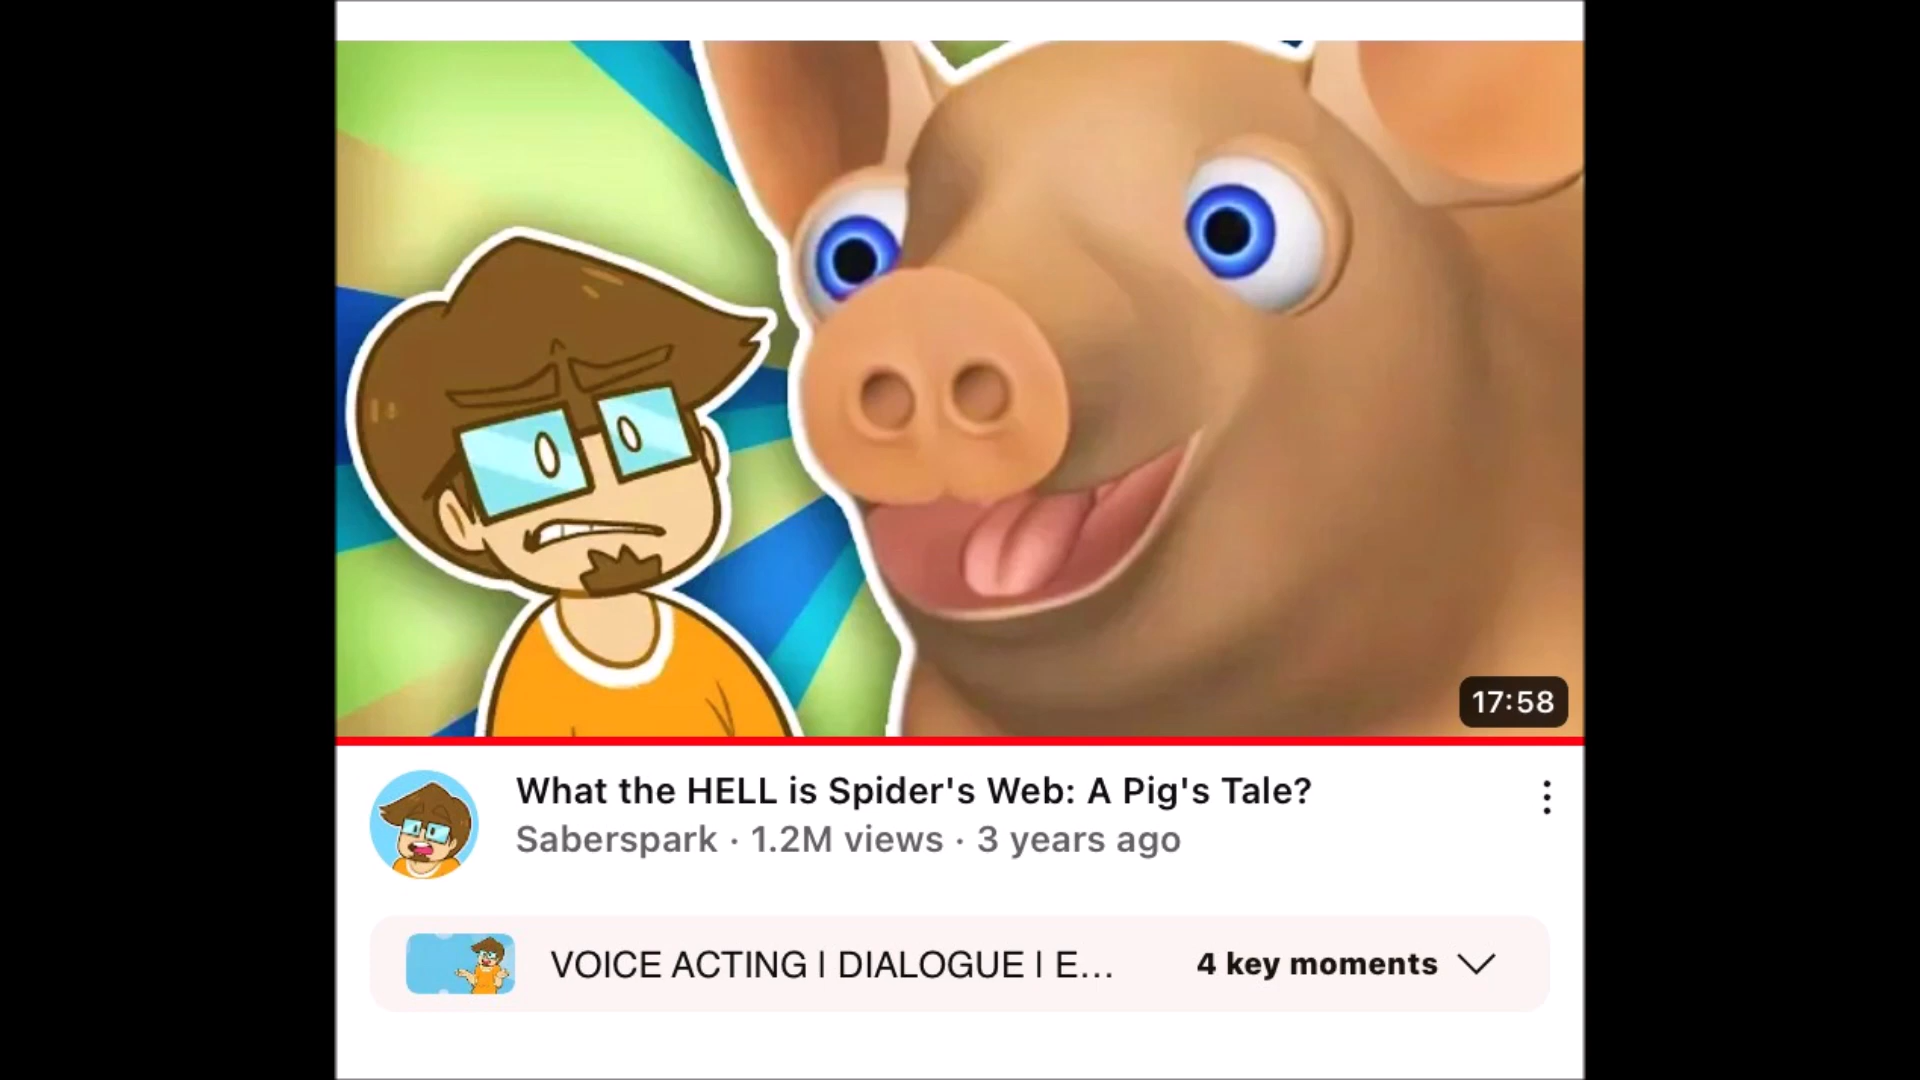 17:58
What the HELL is Spider's Web: A Pig's Tale?
Saberspark · 1.2M views · 3 years ago
VOICE ACTING | DIALOGUE | E... 4 key moments